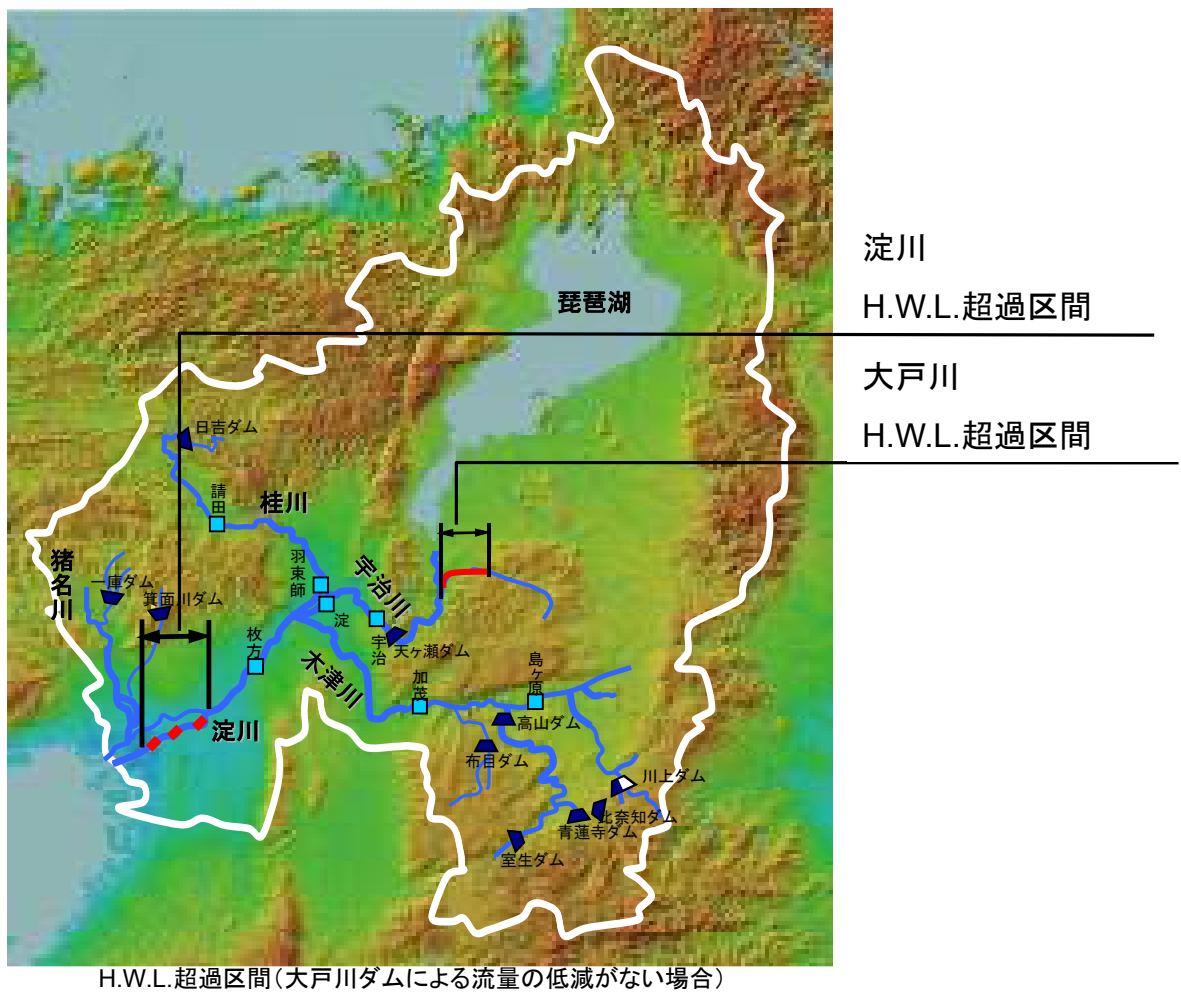 淀川
H.W.L.超過区間
琵琶湖
大戸川
H.W.L.超過区間
日吉ダム
請田
桂川
羽束師
宇治川
猪名川
一庫ダム
箕面川ダム
淀
宇治
天ヶ瀬ダム
枚方
木津川
加茂
島ヶ原
淀川
高山ダム
布目ダム
川上ダム
比奈知ダム
青蓮寺ダム
室生ダム
H.W.L.超過区間(大戸川ダムによる流量の低減がない場合)